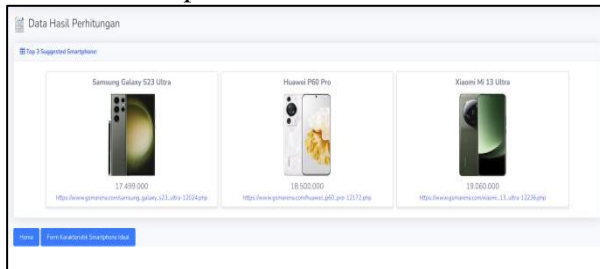 Data Hasil Perhitungan
Top 3 Suggested Smartphone:
Samsung Galaxy S23 Ultra
17.499.000
https://www.gsmarena.com/samsung_galaxy_s23_ultra-12024.php
Huawei P60 Pro
18.500.000
https://www.gsmarena.com/huawei_p60_pro-12172.php
Xiaomi Mi 13 Ultra
19.060.000
https://www.gsmarena.com/xiaomi_13_ultra-12236.php
Home
Form Karakteristik Smartphone Ideal